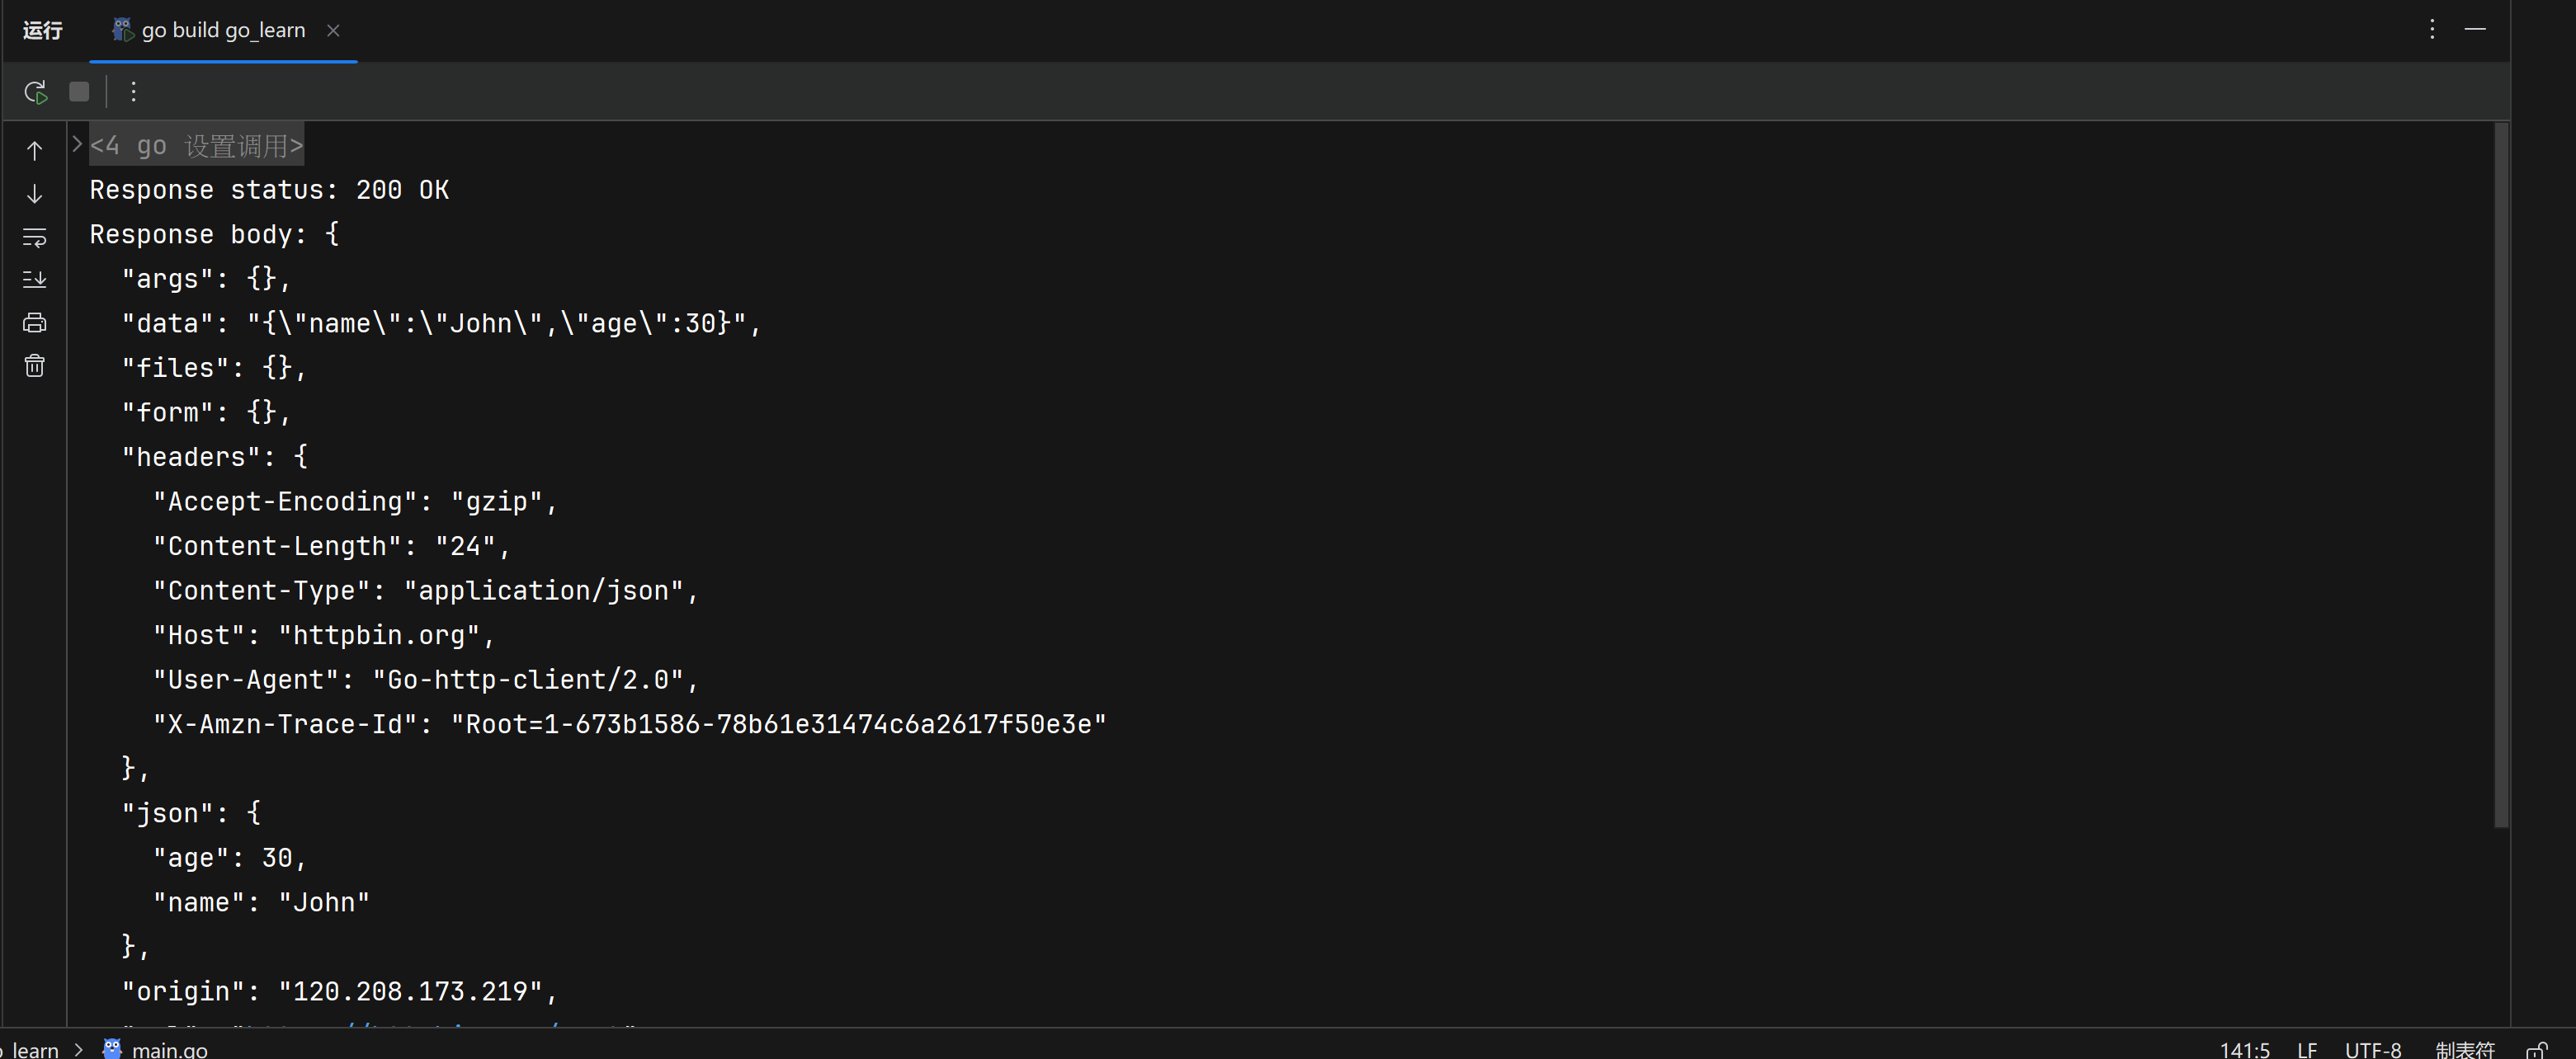 运行 go build go_learn
<4 go 设置调用>
Response status: 200 OK
Response body: {
"args": {},
"data": "{\"name\":\"John\",\"age\":30}",
"files": {},
"form": {},
"headers": {
"Accept-Encoding": "gzip",
"Content-Length": "24",
"Content-Type": "application/json",
"Host": "httpbin.org",
"User-Agent": "Go-http-client/2.0",
"X-Amzn-Trace-Id": "Root=1-673b1586-78b61e31474c6a2617f50e3e"
},
"json": {
"age": 30,
"name": "John"
},
"origin": "120.208.173.219",
learn > main.go 141:5 LF UTF-8 制表符